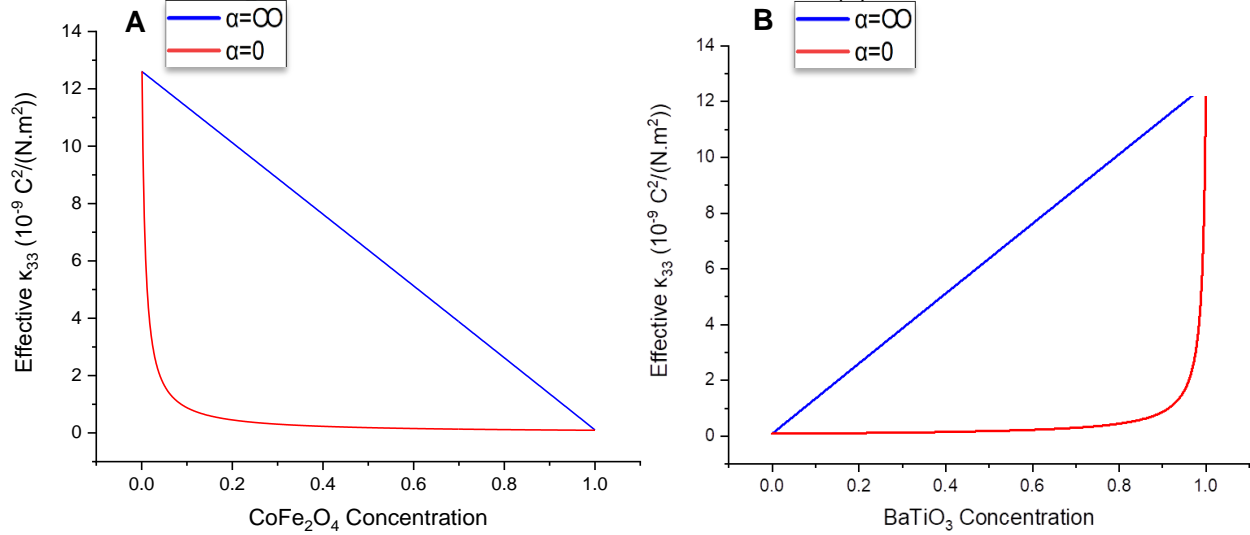 A
α=∞
α=0
14
12
10
8
6
4
2
0
Effective κ33 (10-9 C2/(N.m2))
0.0 0.2 0.4 0.6 0.8 1.0
CoFe2O4 Concentration
B
α=∞
α=0
14
12
10
8
6
4
2
0
Effective κ33 (10-9 C2/(N.m2))
0.0 0.2 0.4 0.6 0.8 1.0
BaTiO3 Concentration